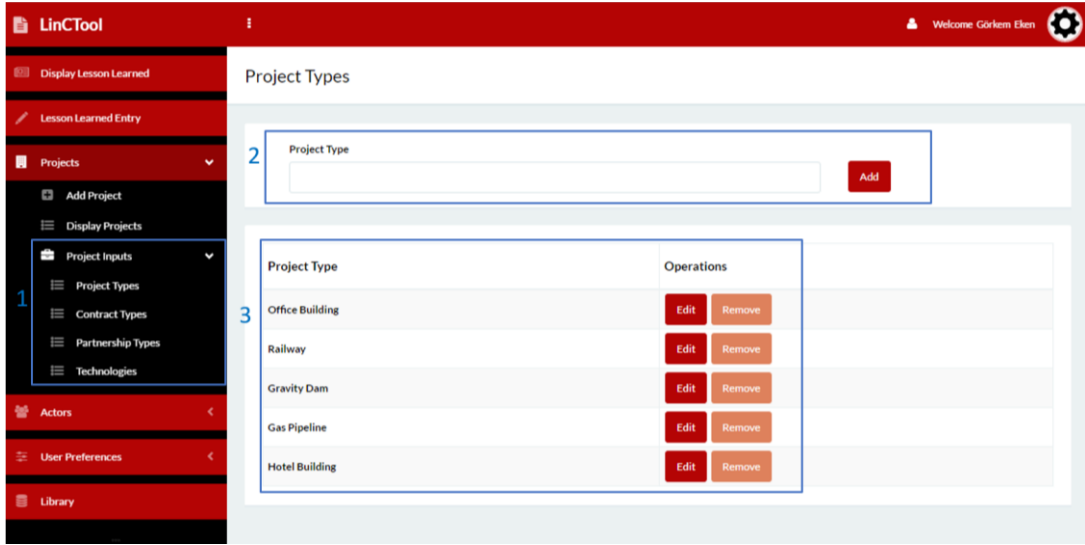 LinCTool
Welcome Görkem Eken
Display Lesson Learned
Lesson Learned Entry
Projects
Add Project
Display Projects
1
Project Inputs
Project Types
Contract Types
Partnership Types
Technologies
Actors
User Preferences
Library
Project Types
2
Project Type
Add
3
Project Type Operations
Office Building Edit Remove
Railway Edit Remove
Gravity Dam Edit Remove
Gas Pipeline Edit Remove
Hotel Building Edit Remove